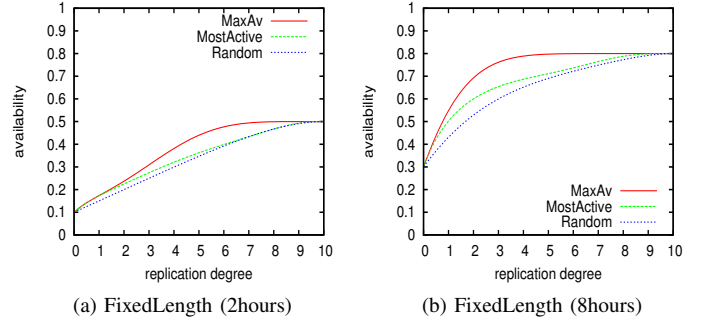 1
0.9
0.8
0.7
0.6
0.5
0.4
0.3
0.2
0.1
0
availability
0 1 2 3 4 5 6 7 8 9 10
replication degree
MaxAv
MostActive
Random
(a) FixedLength (2hours)
1
0.9
0.8
0.7
0.6
0.5
0.4
0.3
0.2
0.1
0
availability
0 1 2 3 4 5 6 7 8 9 10
replication degree
MaxAv
MostActive
Random
(b) FixedLength (8hours)